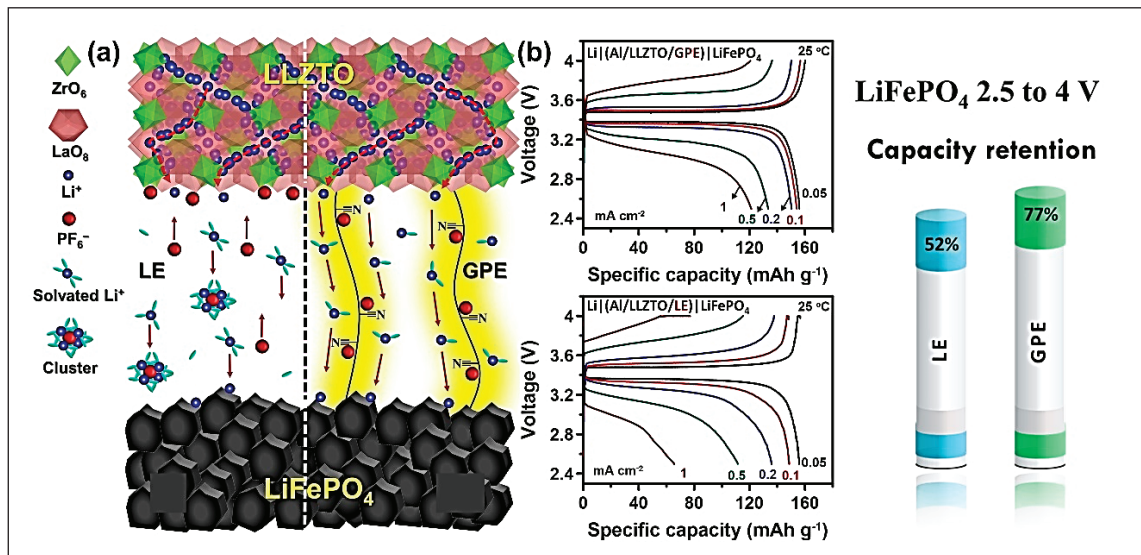 (a)
LLZTO
ZrO₆
LaO₈
Li⁺
PF₆⁻
Solvated Li⁺
Cluster
LE
GPE
N≡
≡N
N≡
≡N
N≡
N≡
LiFePO₄
(b)
Li|(Al/LLZTO/GPE)|LiFePO₄ 25 °C
Voltage (V)
4
3.6
3.2
2.8
2.4
mA cm⁻² 1 0.5 0.2 0.1 0.05
0 40 80 120 160
Specific capacity (mAh g⁻¹)
Li|(Al/LLZTO/LE)|LiFePO₄ 25 °C
Voltage (V)
4
3.6
3.2
2.8
2.4
mA cm⁻² 1 0.5 0.2 0.1 0.05
0 40 80 120 160
Specific capacity (mAh g⁻¹)
LiFePO₄ 2.5 to 4 V
Capacity retention
52%
LE
77%
GPE